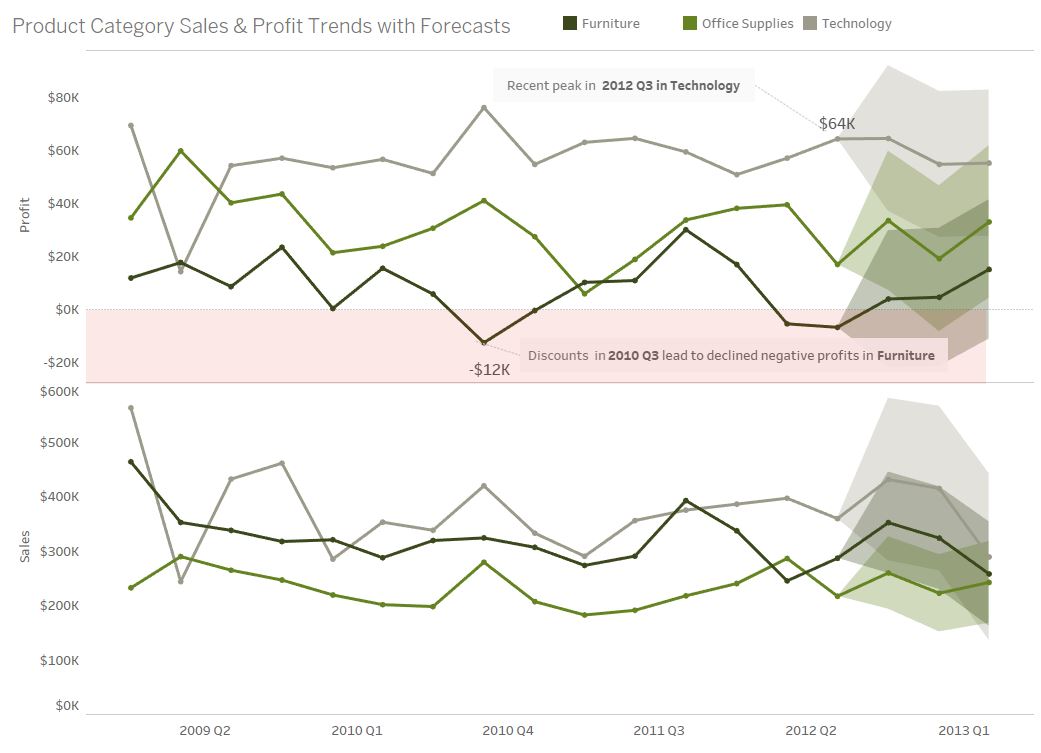 Product Category Sales & Profit Trends with Forecasts
Furniture
Office Supplies
Technology
Recent peak in 2012 Q3 in Technology
$64K
$80K
$60K
$40K
$20K
$0K
-$20K
Profit
Discounts in 2010 Q3 lead to declined negative profits in Furniture
-$12K
$600K
$500K
$400K
$300K
$200K
$100K
$0K
Sales
2009 Q2
2010 Q1
2010 Q4
2011 Q3
2012 Q2
2013 Q1